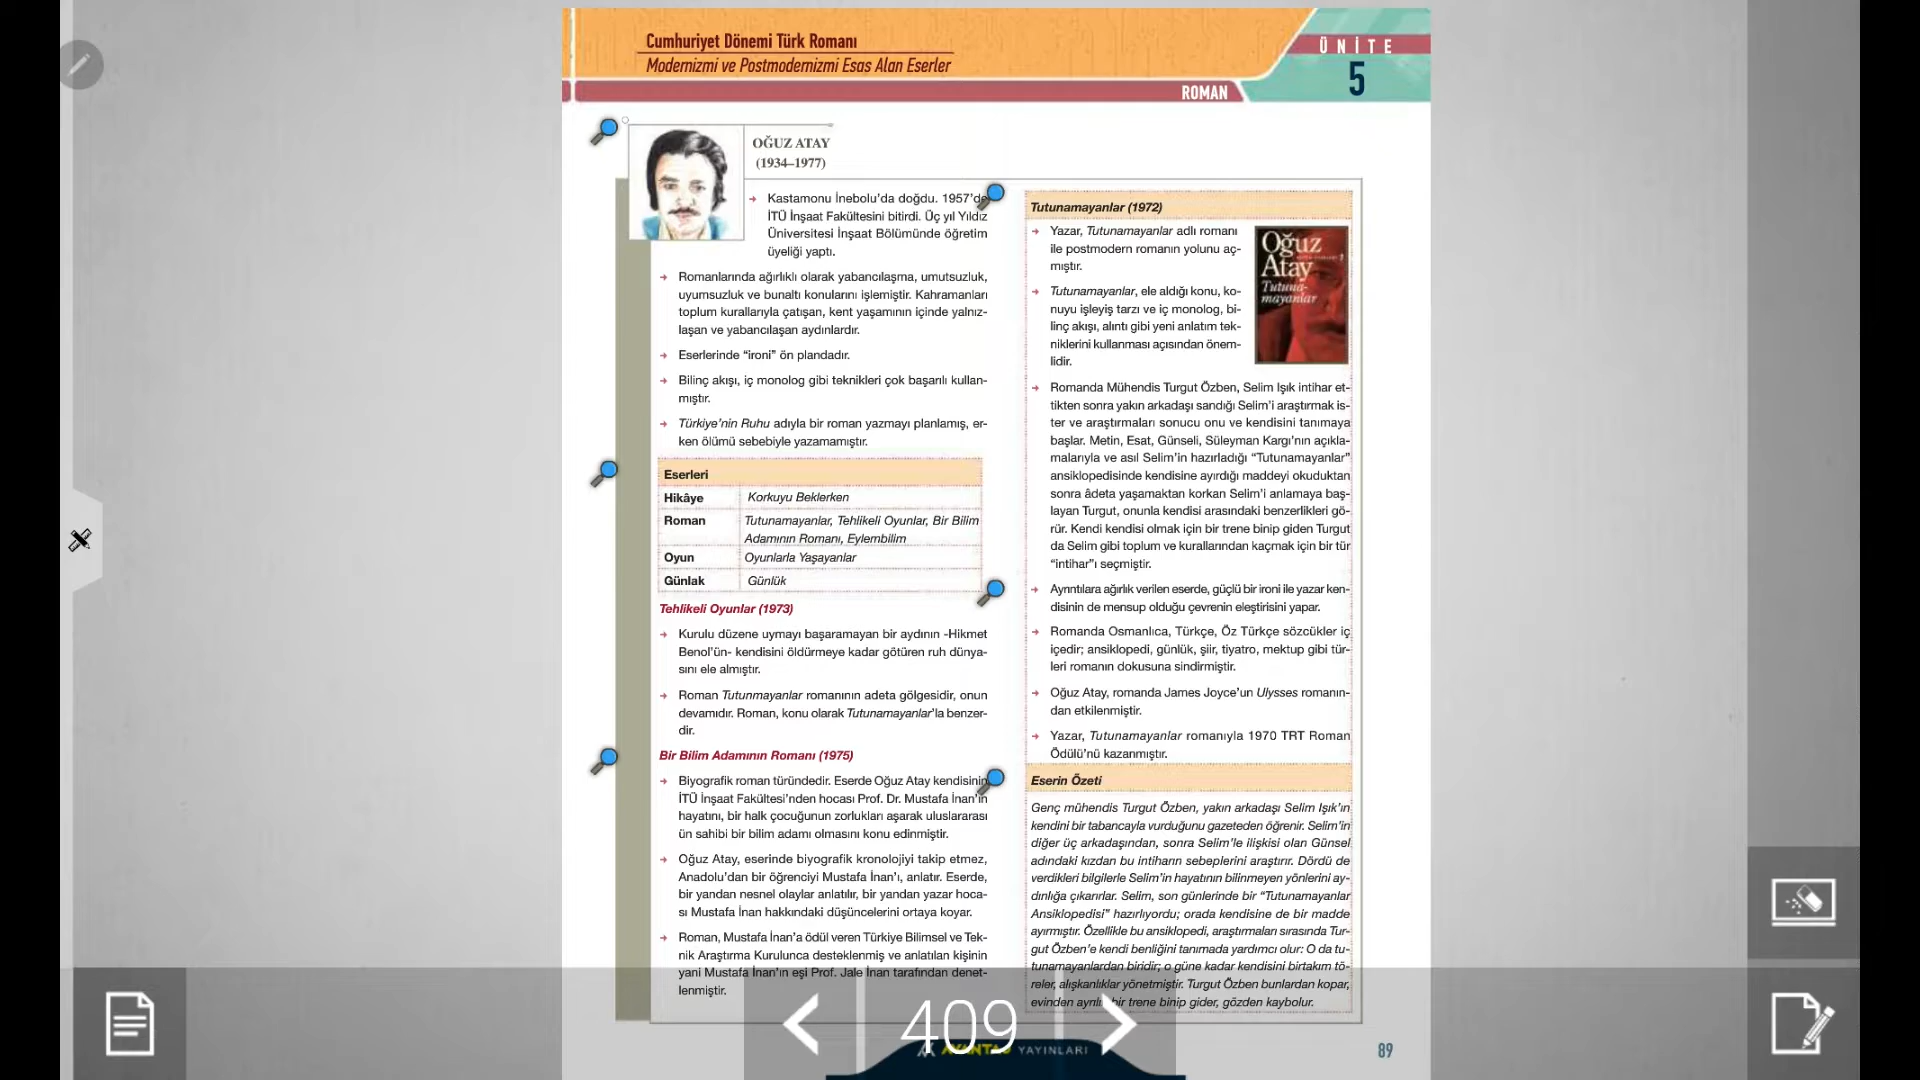 Cumhuriyet Dönemi Türk Romanı
Modernizmi ve Postmodernizmi Esas Alan Eserler
ÜNİTE
5
ROMAN
OĞUZ ATAY
(1934–1977)
➜ Kastamonu İnebolu’da doğdu. 1957’de
İTÜ İnşaat Fakültesini bitirdi. Üç yıl Yıldız
Üniversitesi İnşaat Bölümünde öğretim
üyeliği yaptı.
➜ Romanlarında ağırlıklı olarak yabancılaşma, umutsuzluk,
uyumsuzluk ve bunaltı konularını işlemiştir. Kahramanları
toplum kurallarıyla çatışan, kent yaşamının içinde yalnız-
laşan ve yabancılaşan aydınlardır.
➜ Eserlerinde “ironi” ön plandadır.
➜ Bilinç akışı, iç monolog gibi teknikleri çok başarılı kullan-
mıştır.
➜ Türkiye’nin Ruhu adıyla bir roman yazmayı planlamış, er-
ken ölümü sebebiyle yazamamıştır.
Eserleri
Hikâye Korkuyu Beklerken
Roman Tutunamayanlar, Tehlikeli Oyunlar, Bir Bilim
Adamının Romanı, Eylembilim
Oyun Oyunlarla Yaşayanlar
Günlak Günlük
Tehlikeli Oyunlar (1973)
➜ Kurulu düzene uymayı başaramayan bir aydının -Hikmet
Benol’ün- kendisini öldürmeye kadar götüren ruh dünya-
sını ele almıştır.
➜ Roman Tutunmayanlar romanının adeta gölgesidir, onun
devamıdır. Roman, konu olarak Tutunamayanlar’la benzer-
dir.
Bir Bilim Adamının Romanı (1975)
➜ Biyografik roman türündedir. Eserde Oğuz Atay kendisinin
İTÜ İnşaat Fakültesi’nden hocası Prof. Dr. Mustafa İnan’ın
hayatını, bir halk çocuğunun zorlukları aşarak uluslararası
ün sahibi bir bilim adamı olmasını konu edinmiştir.
➜ Oğuz Atay, eserinde biyografik kronolojiyi takip etmez,
Anadolu’dan bir öğrenciyi Mustafa İnan’ı, anlatır. Eserde,
bir yandan nesnel olaylar anlatılır, bir yandan yazar hoca-
sı Mustafa İnan hakkındaki düşüncelerini ortaya koyar.
➜ Roman, Mustafa İnan’a ödül veren Türkiye Bilimsel ve Tek-
nik Araştırma Kurulunca desteklenmiş ve anlatılan kişinin
yani Mustafa İnan’ın eşi Prof. Jale İnan tarafından denet-
lenmiştir.
Tutunamayanlar (1972)
➜ Yazar, Tutunamayanlar adlı romanı
ile postmodern romanın yolunu aç-
mıştır.
➜ Tutunamayanlar, ele aldığı konu, ko-
nuyu işleyiş tarzı ve iç monolog, bi-
linç akışı, alıntı gibi yeni anlatım tek-
niklerini kullanması açısından önem-
lidir.
Oğuz
Atay
Tutuna-
mayanlar
➜ Romanda Mühendis Turgut Özben, Selim Işık intihar et-
tikten sonra yakın arkadaşı sandığı Selim’i araştırmak is-
ter ve araştırmaları sonucu onu ve kendisini tanımaya
başlar. Metin, Esat, Günseli, Süleyman Kargı’nın açıkla-
malarıyla ve asıl Selim’in hazırladığı “Tutunamayanlar”
ansiklopedisinde kendisine ayırdığı maddeyi okuduktan
sonra âdeta yaşamaktan korkan Selim’i anlamaya baş-
layan Turgut, onunla kendisi arasındaki benzerlikleri gö-
rür. Kendi kendisi olmak için bir trene binip giden Turgut
da Selim gibi toplum ve kurallarından kaçmak için bir tür
“intihar”ı seçmiştir.
➜ Ayrıntılara ağırlık verilen eserde, güçlü bir ironi ile yazar ken-
disinin de mensup olduğu çevrenin eleştirisini yapar.
➜ Romanda Osmanlıca, Türkçe, Öz Türkçe sözcükler iç
içedir; ansiklopedi, günlük, şiir, tiyatro, mektup gibi tür-
leri romanın dokusuna sindirmiştir.
➜ Oğuz Atay, romanda James Joyce’un Ulysses romanın-
dan etkilenmiştir.
➜ Yazar, Tutunamayanlar romanıyla 1970 TRT Roman
Ödülü’nü kazanmıştır.
Eserin Özeti
Genç mühendis Turgut Özben, yakın arkadaşı Selim Işık’ın
kendini bir tabancayla vurduğunu gazeteden öğrenir. Selim’in
diğer üç arkadaşından, sonra Selim’le ilişkisi olan Günsel
adındaki kızdan bu intiharın sebeplerini araştırır. Dördü de
verdikleri bilgilerle Selim’in hayatının bilinmeyen yönlerini ay-
dınlığa çıkarırlar. Selim, son günlerinde bir “Tutunamayanlar
Ansiklopedisi” hazırlıyordu; orada kendisine de bir madde
ayırmıştır. Özellikle bu ansiklopedi, araştırmaları sırasında Tur-
gut Özben’e kendi benliğini tanımada yardımcı olur: O da tu-
tunamayanlardan biridir; o güne kadar kendisini birtakım tö-
reler, alışkanlıklar yönetmiştir. Turgut Özben bunlardan kopar,
evinden ayrılır bir trene binip gider, gözden kaybolur.
409
AVANTAJ YAYINLARI
89